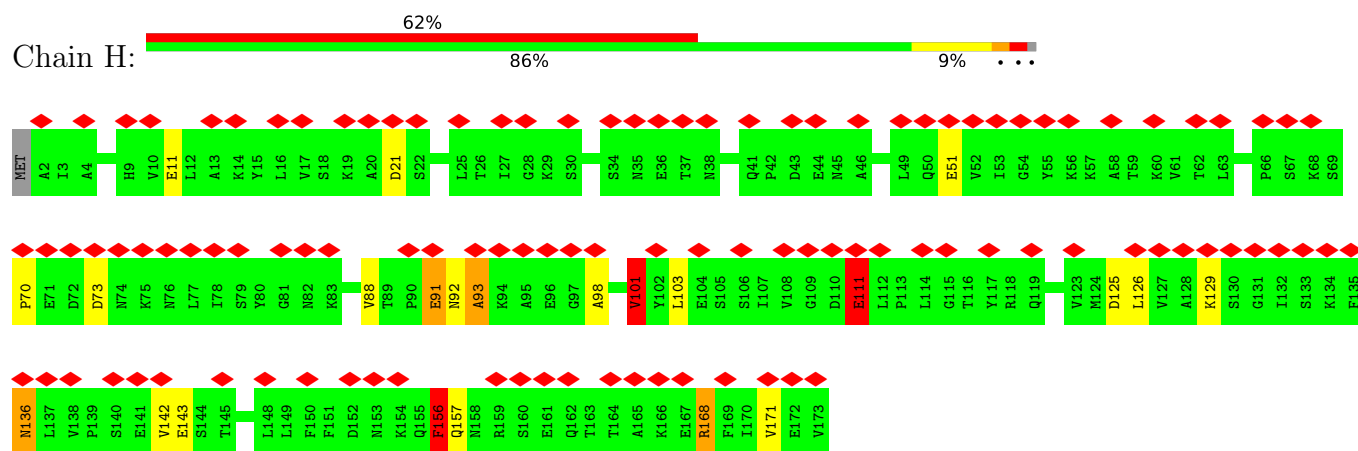 62%
Chain H:
86% 9% • • •
MET A2 I3 A4 H9 V10 E11 L12 A13 K14 Y15 L16 V17 S18 K19 A20 D21 S22 L25 T26 I27 G28 K29 S30 S34 N35 E36 T37 N38 Q41 P42 D43 E44 N45 A46 L49 Q50 E51 V52 I53 G54 Y55 K56 K57 A58 T59 K60 V61 T62 L63 P66 S67 K68 S69
P70 E71 D72 D73 N74 K75 N76 L77 I78 S79 Y80 G81 N82 K83 V88 T89 P90 E91 N92 A93 K94 A95 E96 G97 A98 V101 Y102 L103 E104 S105 S106 I107 V108 G109 D110 E111 L112 P113 L114 G115 T116 Y117 R118 Q119 V123 M124 D125 L126 V127 A128 K129 S130 G131 I132 S133 K134 F135
N136 L137 V138 P139 S140 E141 V142 E143 S144 T145 L148 L149 F150 F151 D152 N153 K154 Q155 F156 Q157 N158 R159 S160 E161 Q162 T163 T164 A165 K166 E167 R168 F169 I170 V171 E172 V173